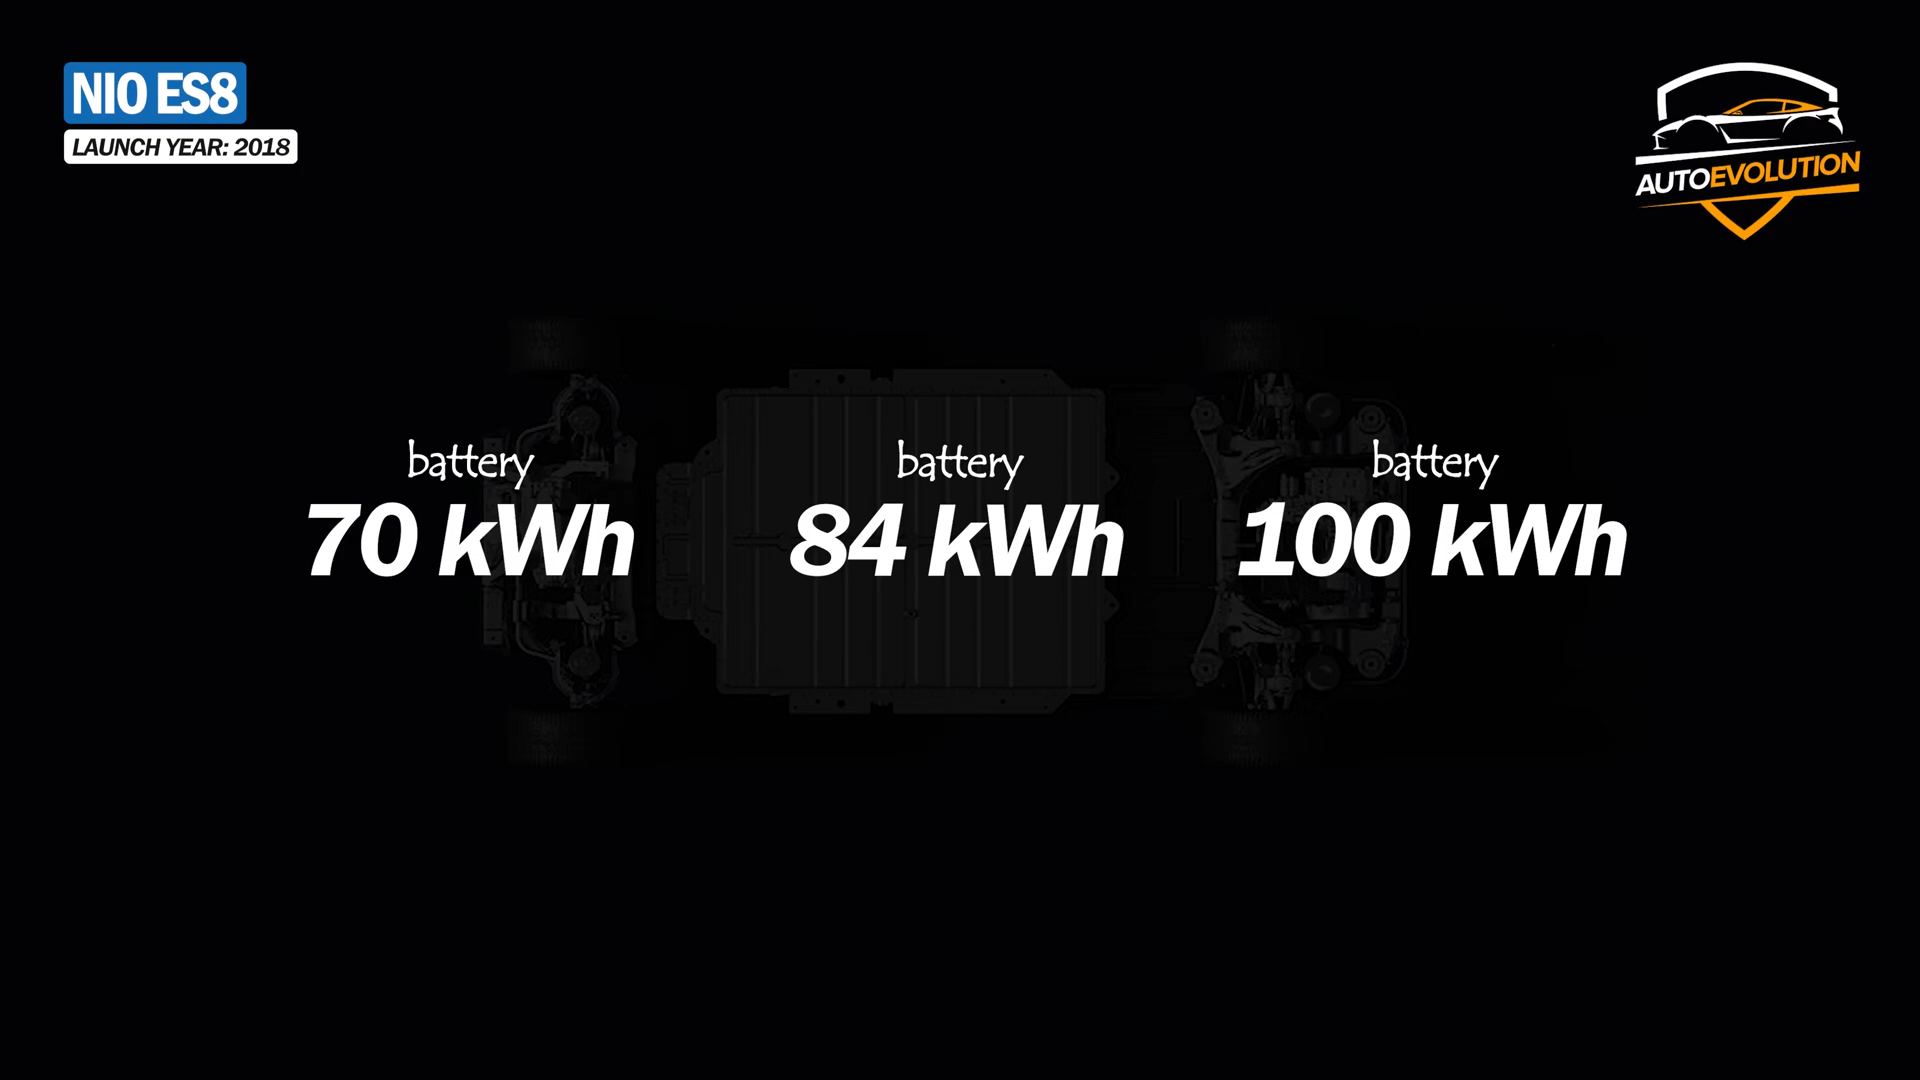 NIO ES8
LAUNCH YEAR: 2018
AUTOEVOLUTION
battery
70 kWh
battery
84 kWh
battery
100 kWh